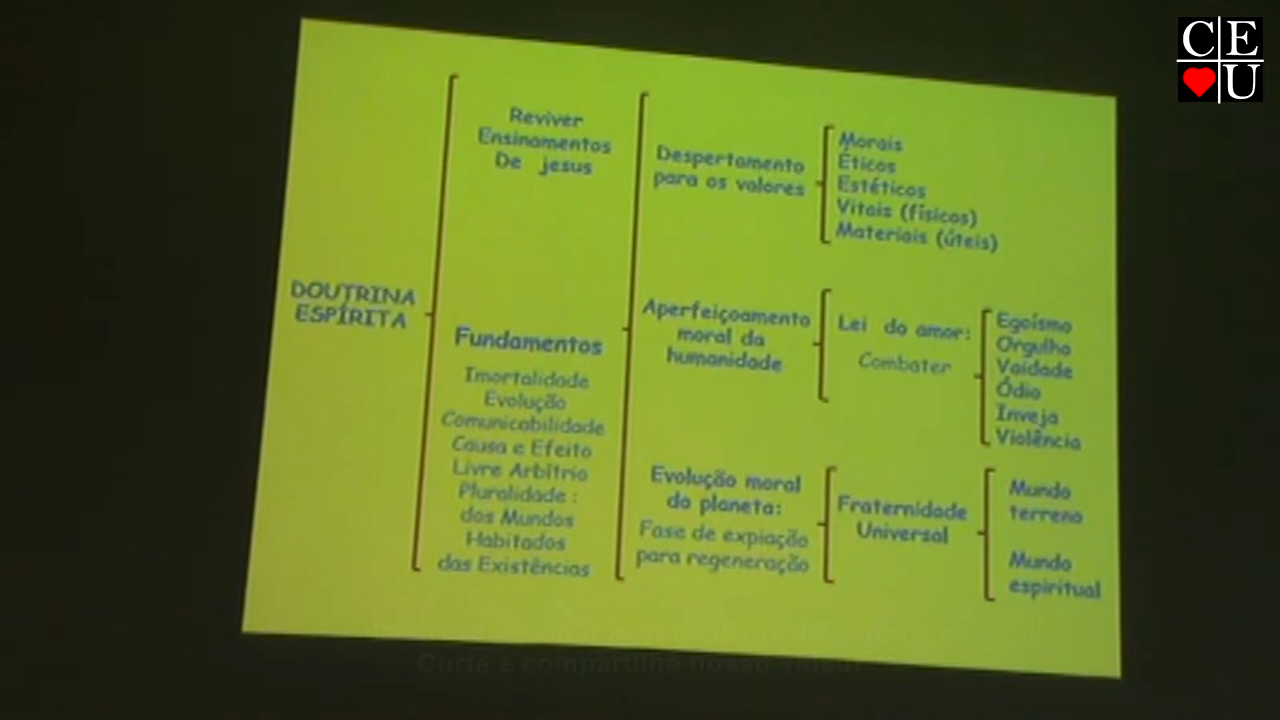 CE
U
Reviver
Ensinamentos
De jesus
Despertamento
para os valores
Morais
Éticos
Estéticos
Vitais (físicos)
Materiais (úteis)
DOUTRINA
ESPÍRITA
Fundamentos
Imortalidade
Evolução
Comunicabilidade
Causa e Efeito
Livre Arbítrio
Pluralidade :
dos Mundos
Habitados
das Existências
Aperfeiçoamento
moral da
humanidade
Lei do amor:
Combater
Egoísmo
Orgulho
Vaidade
Ódio
Inveja
Violência
Evolução moral
do planeta:
Fase de expiação
para regeneração
Fraternidade
Universal
Mundo
terreno
Mundo
espiritual
Curta e compartilhe nosso